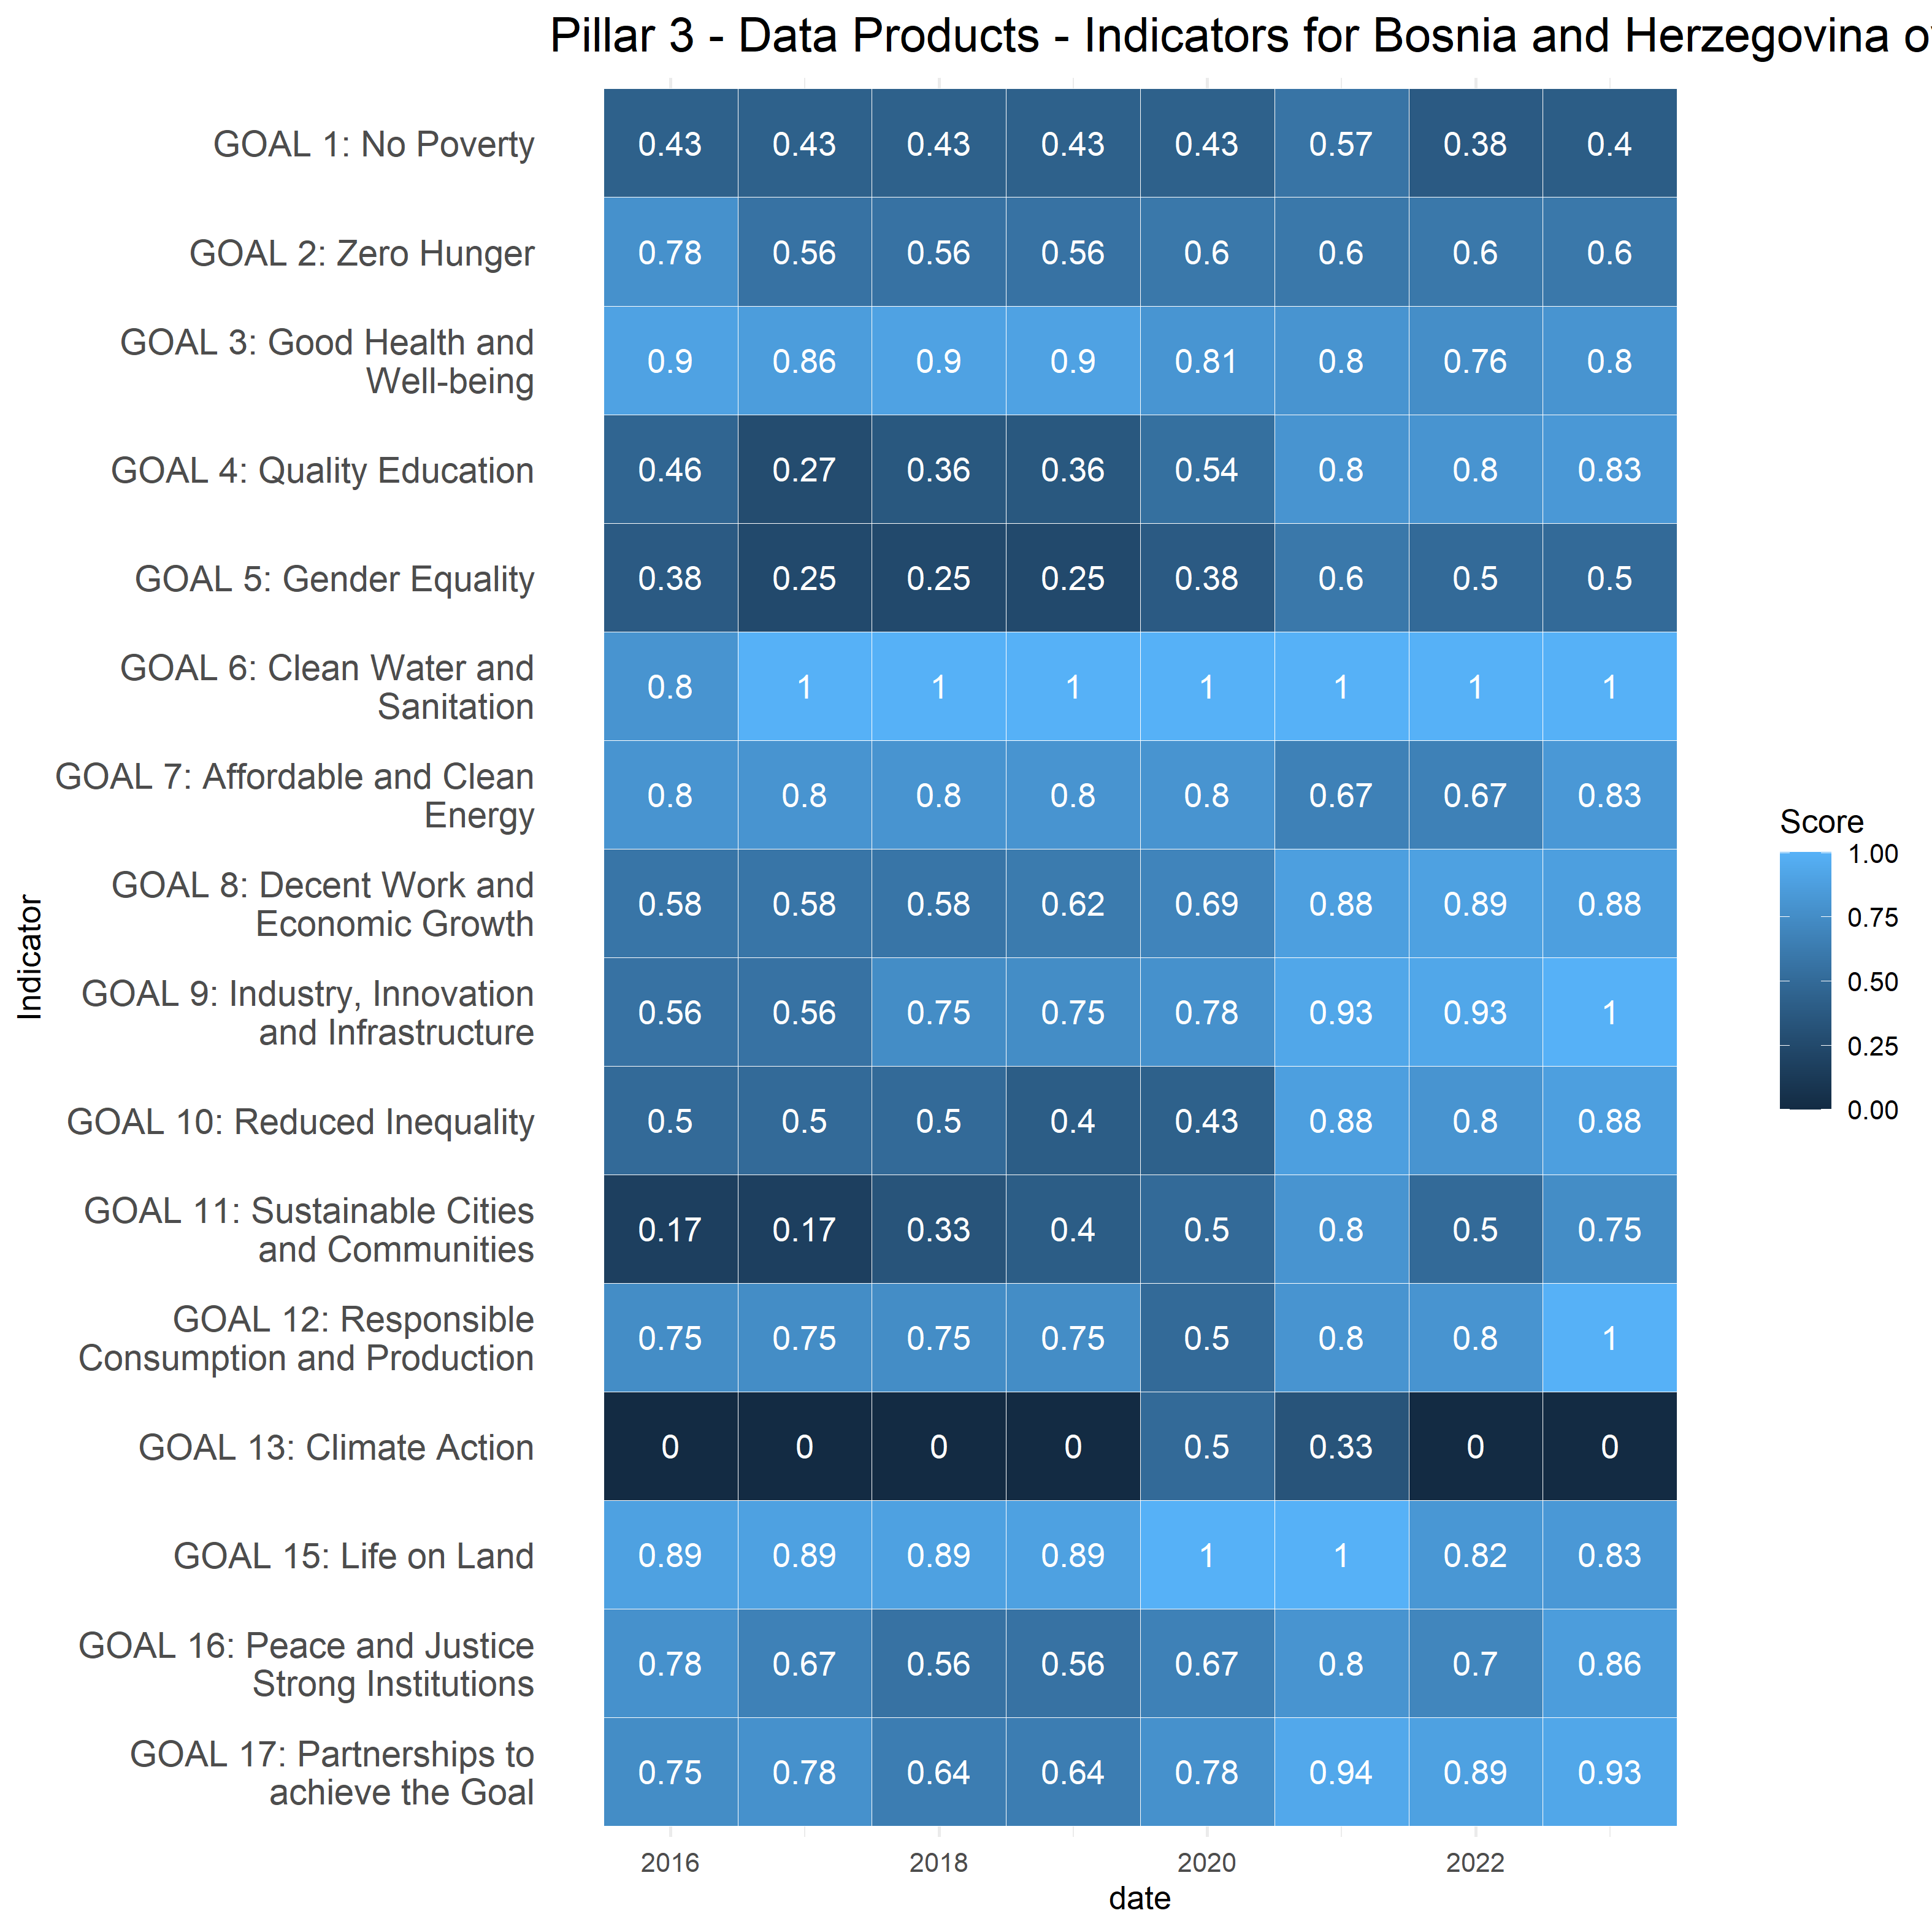 Pillar 3 - Data Products - Indicators for Bosnia and Herzegovina o
GOAL 1: No Poverty
0.43 0.43 0.43 0.43 0.43 0.57 0.38 0.4
GOAL 2: Zero Hunger
0.78 0.56 0.56 0.56 0.6 0.6 0.6 0.6
GOAL 3: Good Health and
Well-being
0.9 0.86 0.9 0.9 0.81 0.8 0.76 0.8
GOAL 4: Quality Education
0.46 0.27 0.36 0.36 0.54 0.8 0.8 0.83
GOAL 5: Gender Equality
0.38 0.25 0.25 0.25 0.38 0.6 0.5 0.5
GOAL 6: Clean Water and
Sanitation
0.8 1 1 1 1 1 1 1
GOAL 7: Affordable and Clean
Energy
0.8 0.8 0.8 0.8 0.8 0.67 0.67 0.83
GOAL 8: Decent Work and
Economic Growth
0.58 0.58 0.58 0.62 0.69 0.88 0.89 0.88
GOAL 9: Industry, Innovation
and Infrastructure
0.56 0.56 0.75 0.75 0.78 0.93 0.93 1
GOAL 10: Reduced Inequality
0.5 0.5 0.5 0.4 0.43 0.88 0.8 0.88
GOAL 11: Sustainable Cities
and Communities
0.17 0.17 0.33 0.4 0.5 0.8 0.5 0.75
GOAL 12: Responsible
Consumption and Production
0.75 0.75 0.75 0.75 0.5 0.8 0.8 1
GOAL 13: Climate Action
0 0 0 0 0.5 0.33 0 0
GOAL 15: Life on Land
0.89 0.89 0.89 0.89 1 1 0.82 0.83
GOAL 16: Peace and Justice
Strong Institutions
0.78 0.67 0.56 0.56 0.67 0.8 0.7 0.86
GOAL 17: Partnerships to
achieve the Goal
0.75 0.78 0.64 0.64 0.78 0.94 0.89 0.93
2016 2018 2020 2022
date
Indicator
Score
1.00
0.75
0.50
0.25
0.00